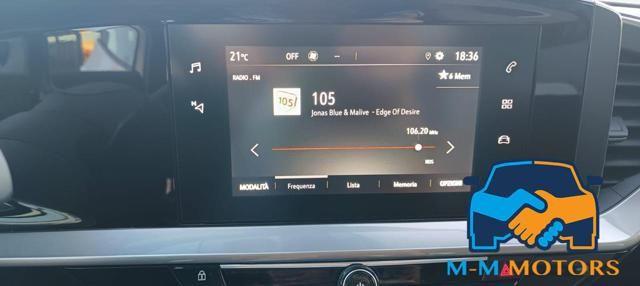 21°C OFF -- 18:36
RADIO . FM
★6 Mem
105
105
Jonas Blue & Malive - Edge Of Desire
106.20 MHz
RDS
MODALITÀ Frequenza Lista Memoria OPZIONI
N
M-M MOTORS